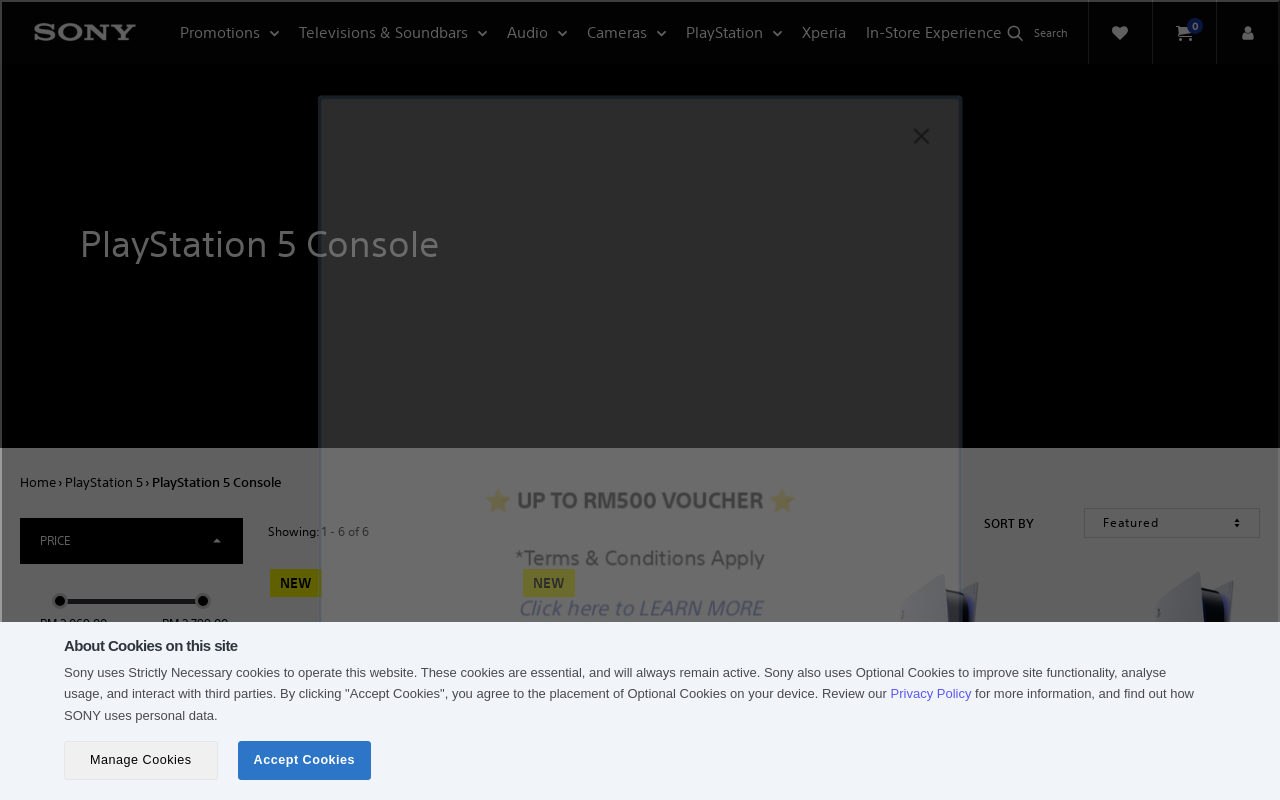 SONY
Promotions
Televisions & Soundbars
Audio
Cameras
PlayStation
Xperia
In-Store Experience
Search
0
PlayStation 5 Console
Home › PlayStation 5 › PlayStation 5 Console
PRICE
Showing: 1 - 6 of 6
SORT BY
Featured
⭐ UP TO RM500 VOUCHER ⭐
*Terms & Conditions Apply
Click here to LEARN MORE
NEW
NEW
About Cookies on this site
Sony uses Strictly Necessary cookies to operate this website. These cookies are essential, and will always remain active. Sony also uses Optional Cookies to improve site functionality, analyse
usage, and interact with third parties. By clicking "Accept Cookies", you agree to the placement of Optional Cookies on your device. Review our Privacy Policy for more information, and find out how
SONY uses personal data.
Manage Cookies
Accept Cookies